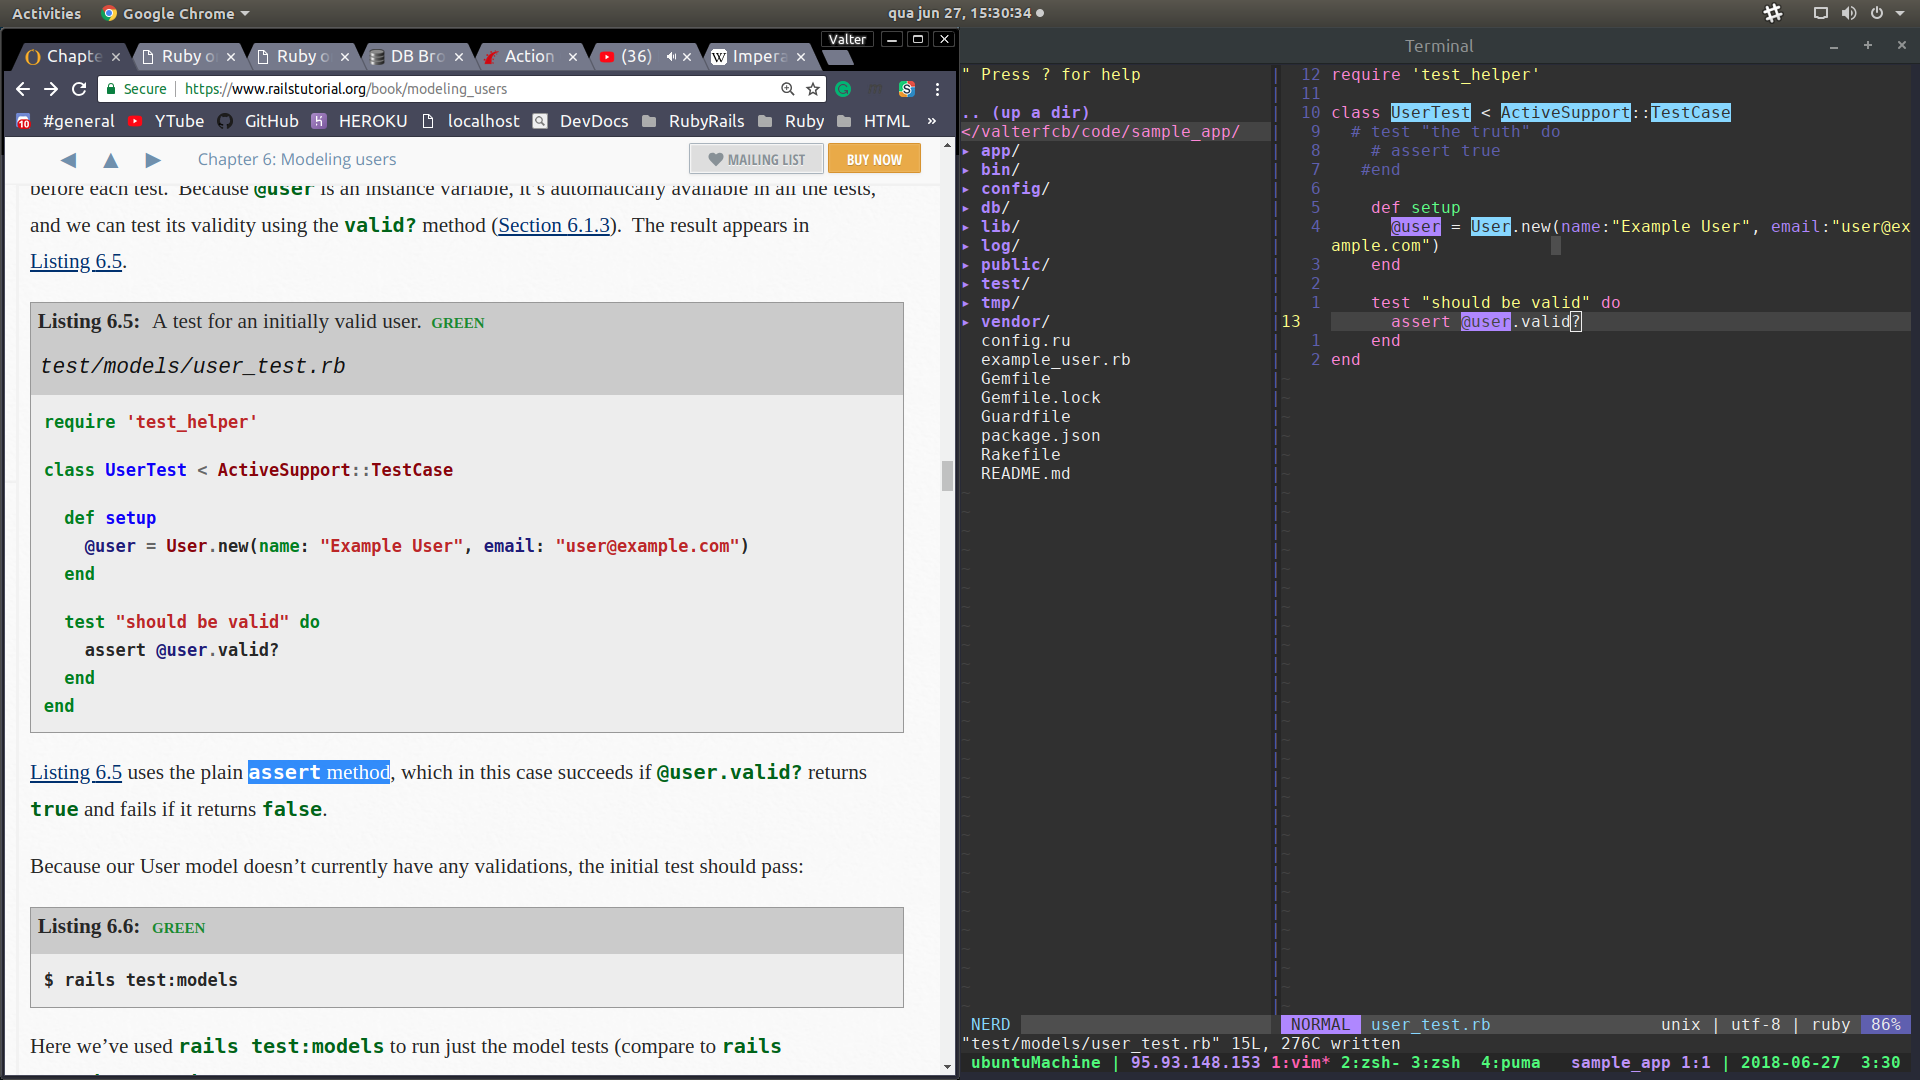 Activities Google Chrome qua jun 27, 15:30:34
Valter
Chapte Ruby o Ruby o DB Bro Action (36) Impera
Secure https://www.railstutorial.org/book/modeling_users
#general YTube GitHub HEROKU localhost DevDocs RubyRails Ruby HTML »
Chapter 6: Modeling users MAILING LIST BUY NOW
before each test. Because @user is an instance variable, it's automatically available in all the tests,
and we can test its validity using the valid? method (Section 6.1.3). The result appears in
Listing 6.5.
Listing 6.5: A test for an initially valid user. GREEN
test/models/user_test.rb
require 'test_helper'
class UserTest < ActiveSupport::TestCase
def setup
@user = User.new(name: "Example User", email: "user@example.com")
end
test "should be valid" do
assert @user.valid?
end
end
Listing 6.5 uses the plain assert method, which in this case succeeds if @user.valid? returns
true and fails if it returns false.
Because our User model doesn’t currently have any validations, the initial test should pass:
Listing 6.6: GREEN
$ rails test:models
Here we’ve used rails test:models to run just the model tests (compare to rails
Terminal
" Press ? for help
.. (up a dir)
</valterfcb/code/sample_app/
▸ app/
▸ bin/
▸ config/
▸ db/
▸ lib/
▸ log/
▸ public/
▸ test/
▸ tmp/
▸ vendor/
config.ru
example_user.rb
Gemfile
Gemfile.lock
Guardfile
package.json
Rakefile
README.md
12 require 'test_helper'
11
10 class UserTest < ActiveSupport::TestCase
9 # test "the truth" do
8 # assert true
7 #end
6
5 def setup
4 @user = User.new(name:"Example User", email:"user@ex
ample.com")
3 end
2
1 test "should be valid" do
13 assert @user.valid?
1 end
2 end
NERD NORMAL user_test.rb unix | utf-8 | ruby 86%
"test/models/user_test.rb" 15L, 276C written
ubuntuMachine | 95.93.148.153 1:vim* 2:zsh- 3:zsh 4:puma sample_app 1:1 | 2018-06-27 3:30